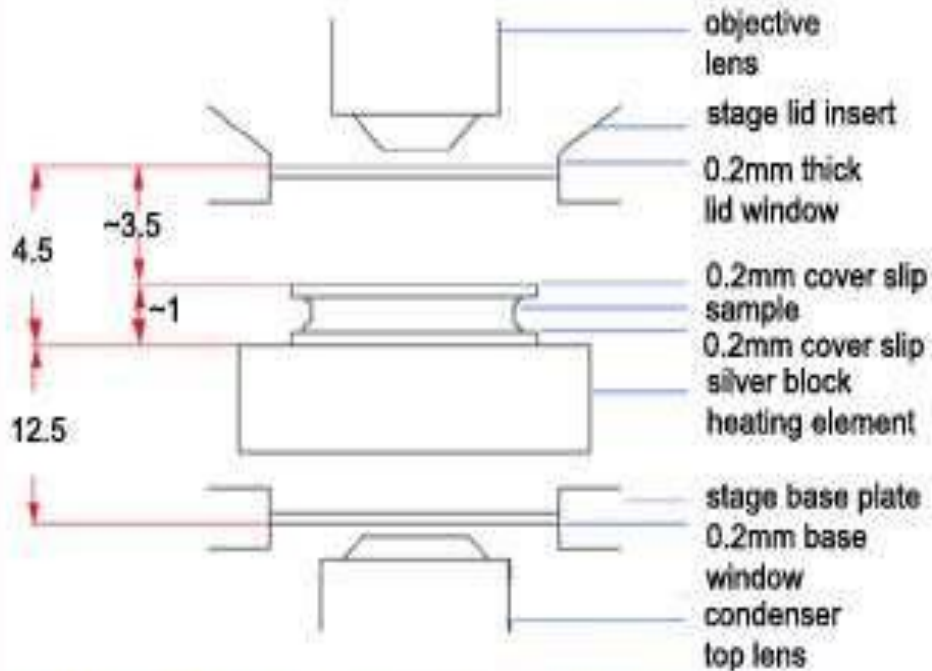 objective
lens
stage lid insert
0.2mm thick
lid window
4.5
~3.5
~1
0.2mm cover slip
sample
0.2mm cover slip
silver block
heating element
12.5
stage base plate
0.2mm base
window
condenser
top lens